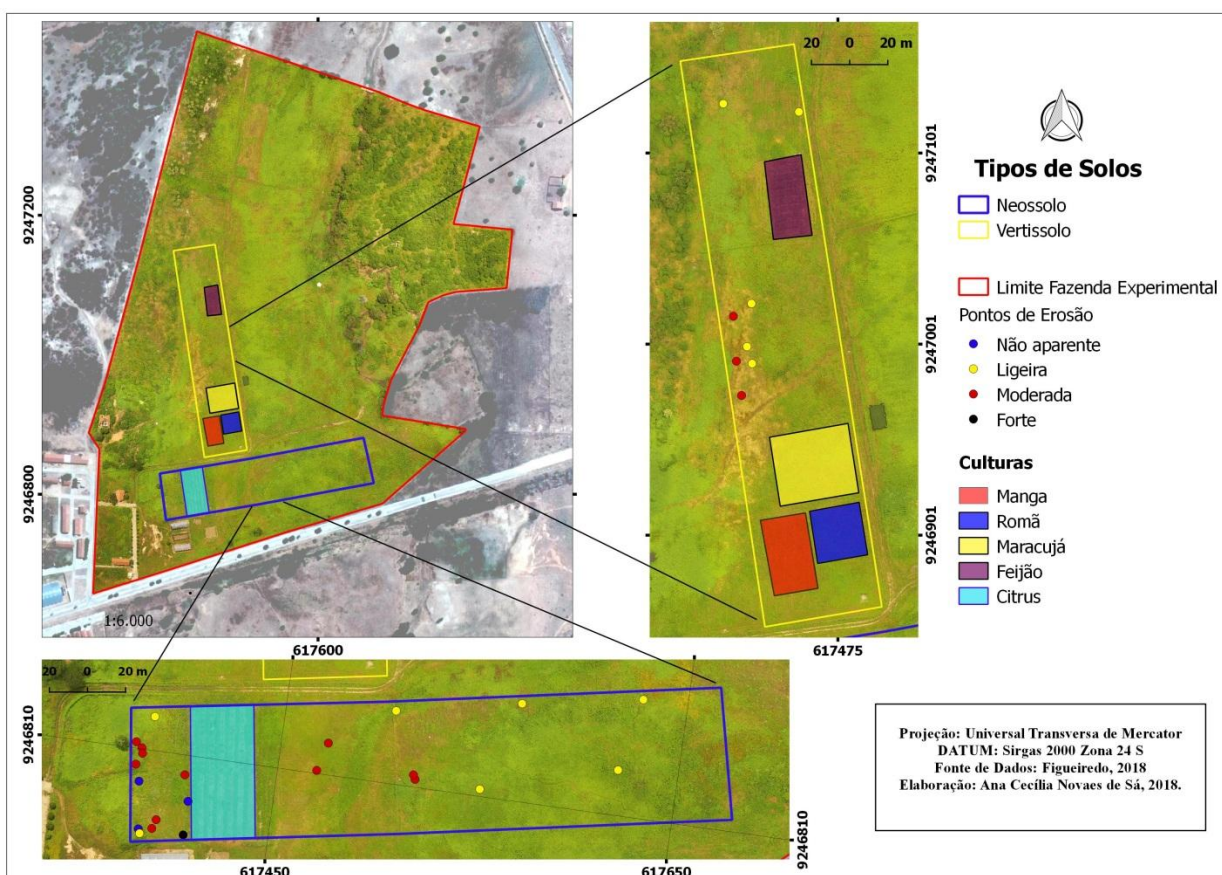 9247200
9246800
617600
1:6.000
20 0 20 m
9247101
9247001
9246901
617475
20 0 20 m
9246810
9246810
617450
617650
Tipos de Solos
Neossolo
Vertissolo
Limite Fazenda Experimental
Pontos de Erosão
Não aparente
Ligeira
Moderada
Forte
Culturas
Manga
Romã
Maracujá
Feijão
Citrus
Projeção: Universal Transversa de Mercator
DATUM: Sirgas 2000 Zona 24 S
Fonte de Dados: Figueiredo, 2018
Elaboração: Ana Cecília Novaes de Sá, 2018.